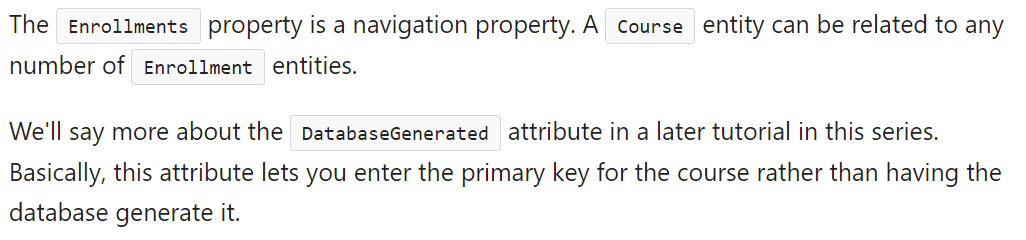 The Enrollments property is a navigation property. A Course entity can be related to any
number of Enrollment entities.
We'll say more about the DatabaseGenerated attribute in a later tutorial in this series.
Basically, this attribute lets you enter the primary key for the course rather than having the
database generate it.